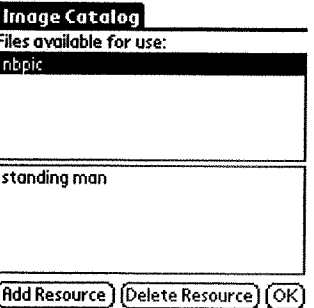 Image Catalog
Files available for use:
nbpic
standing man
Add Resource Delete Resource OK